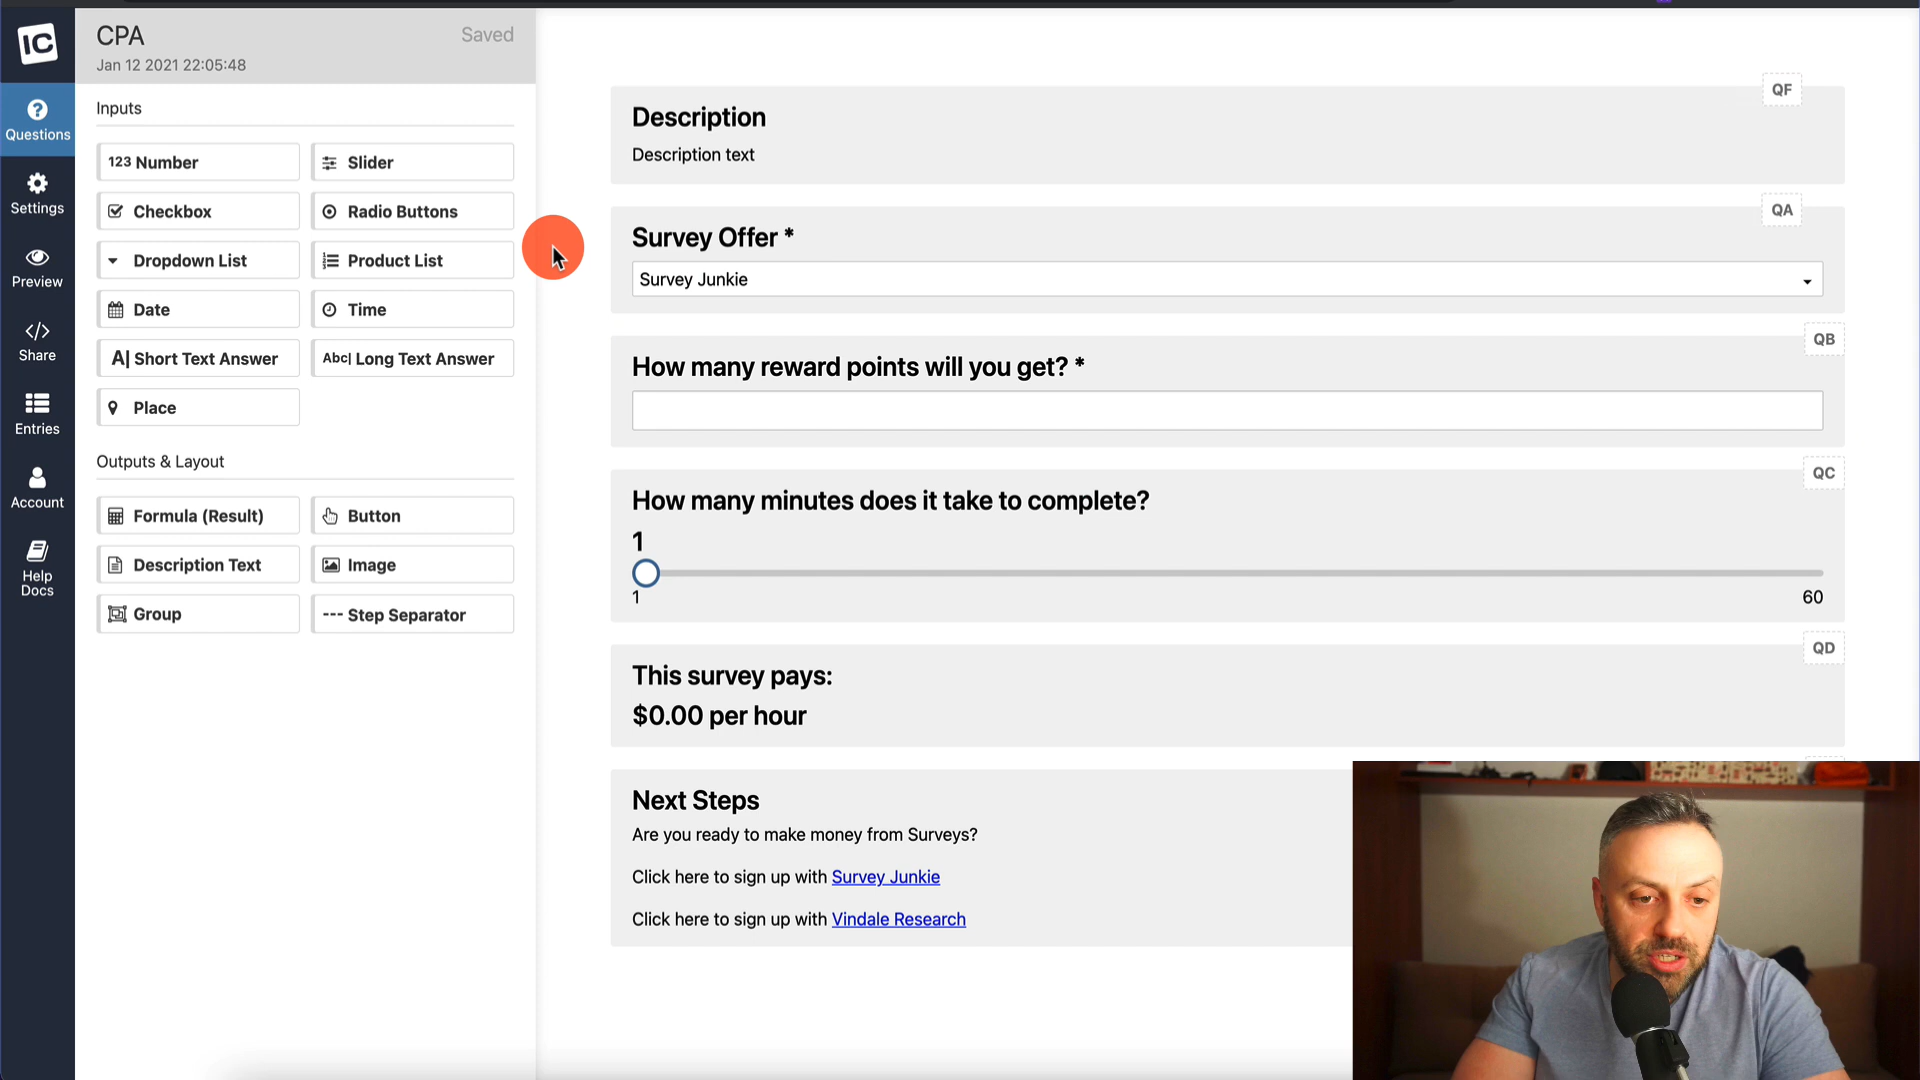 IC
CPA
Saved
Jan 12 2021 22:05:48
Questions
Settings
Preview
Share
Entries
Account
Help
Docs
Inputs
123 Number
Slider
Checkbox
Radio Buttons
Dropdown List
Product List
Date
Time
A| Short Text Answer
Abc| Long Text Answer
Place
Outputs & Layout
Formula (Result)
Button
Description Text
Image
Group
--- Step Separator
QF
Description
Description text
QA
Survey Offer *
Survey Junkie
QB
How many reward points will you get? *
QC
How many minutes does it take to complete?
1
1
60
QD
This survey pays:
$0.00 per hour
Next Steps
Are you ready to make money from Surveys?
Click here to sign up with Survey Junkie
Click here to sign up with Vindale Research